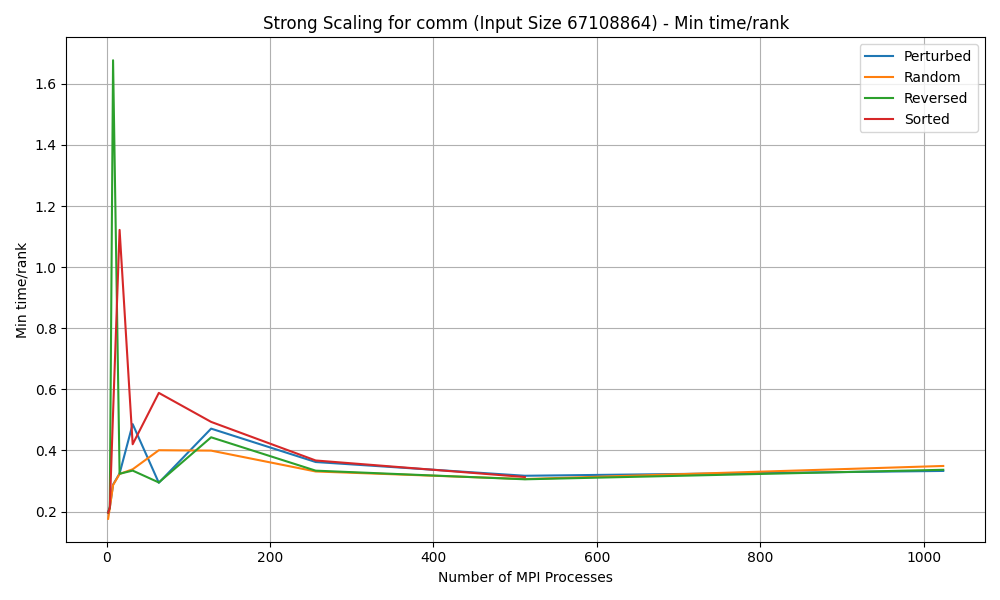 Strong Scaling for comm (Input Size 67108864) - Min time/rank
Perturbed
Random
Reversed
Sorted
Min time/rank
1.6
1.4
1.2
1.0
0.8
0.6
0.4
0.2
0 200 400 600 800 1000
Number of MPI Processes